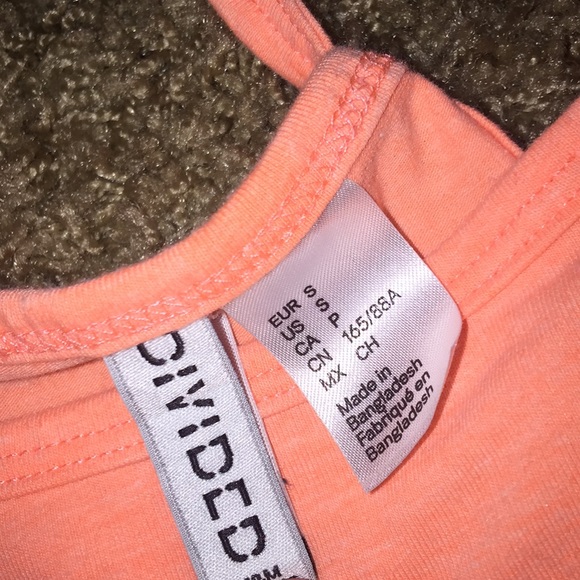 DIVIDED
EUR S
US S
CA P
CN 165/88A
MX CH
Made in
Bangladesh
Fabriqué en
Bangladesh